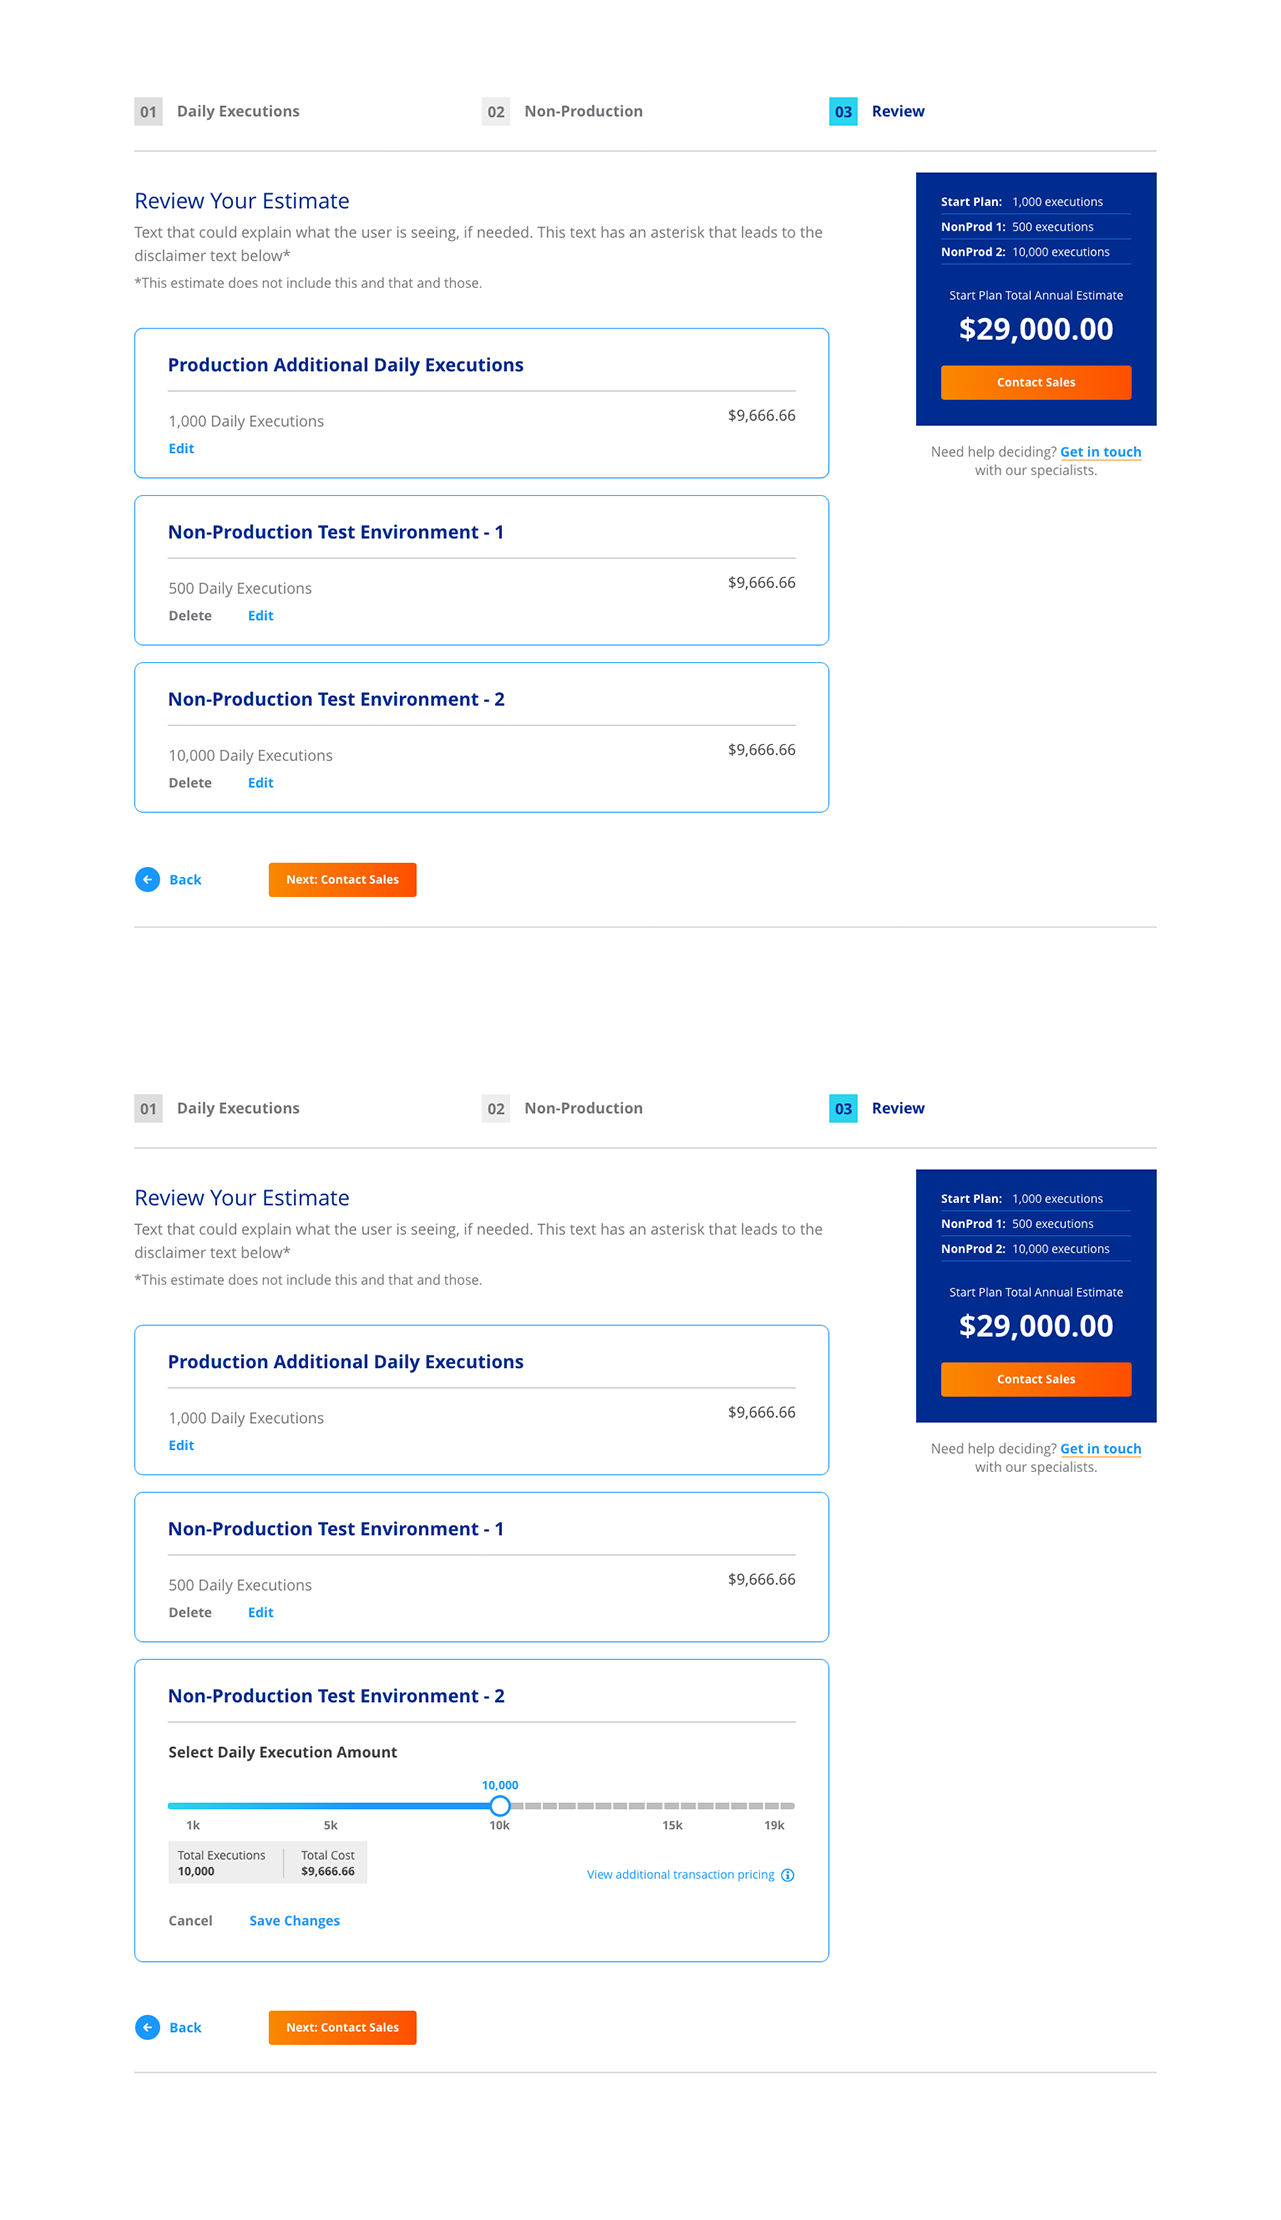 01 Daily Executions 02 Non-Production 03 Review
Review Your Estimate
Text that could explain what the user is seeing, if needed. This text has an asterisk that leads to the
disclaimer text below*
*This estimate does not include this and that and those.
Production Additional Daily Executions
1,000 Daily Executions $9,666.66
Edit
Non-Production Test Environment - 1
500 Daily Executions $9,666.66
Delete Edit
Non-Production Test Environment - 2
10,000 Daily Executions $9,666.66
Delete Edit
Back Next: Contact Sales
Start Plan: 1,000 executions
NonProd 1: 500 executions
NonProd 2: 10,000 executions
Start Plan Total Annual Estimate
$29,000.00
Contact Sales
Need help deciding? Get in touch
with our specialists.
01 Daily Executions 02 Non-Production 03 Review
Review Your Estimate
Text that could explain what the user is seeing, if needed. This text has an asterisk that leads to the
disclaimer text below*
*This estimate does not include this and that and those.
Production Additional Daily Executions
1,000 Daily Executions $9,666.66
Edit
Non-Production Test Environment - 1
500 Daily Executions $9,666.66
Delete Edit
Non-Production Test Environment - 2
Select Daily Execution Amount
10,000
1k 5k 10k 15k 19k
Total Executions Total Cost
10,000 $9,666.66
View additional transaction pricing
Cancel Save Changes
Back Next: Contact Sales
Start Plan: 1,000 executions
NonProd 1: 500 executions
NonProd 2: 10,000 executions
Start Plan Total Annual Estimate
$29,000.00
Contact Sales
Need help deciding? Get in touch
with our specialists.